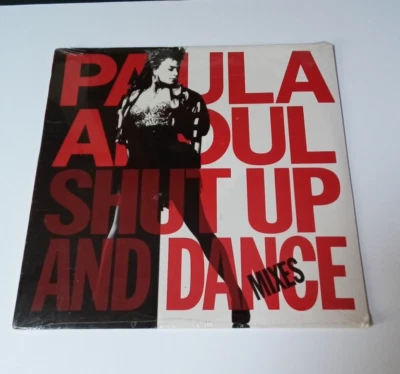 PAULA
ABDUL
SHUT UP
AND DANCE
MIXES